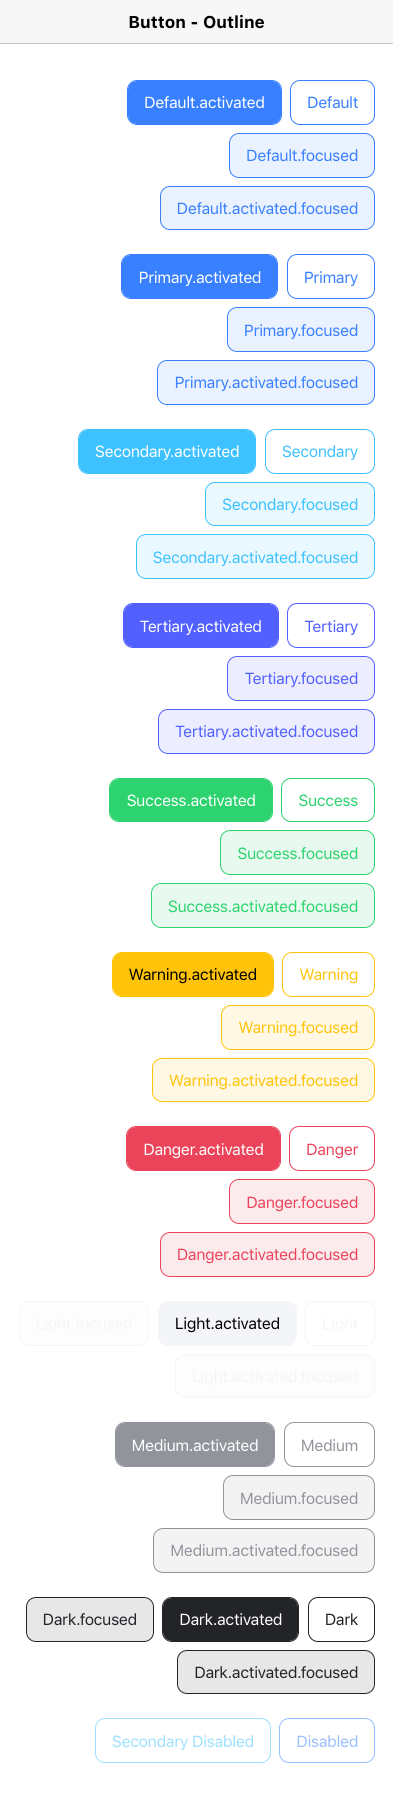 Button - Outline
Default.activated Default
Default.focused
Default.activated.focused
Primary.activated Primary
Primary.focused
Primary.activated.focused
Secondary.activated Secondary
Secondary.focused
Secondary.activated.focused
Tertiary.activated Tertiary
Tertiary.focused
Tertiary.activated.focused
Success.activated Success
Success.focused
Success.activated.focused
Warning.activated Warning
Warning.focused
Warning.activated.focused
Danger.activated Danger
Danger.focused
Danger.activated.focused
Light.focused Light.activated Light
Light.activated.focused
Medium.activated Medium
Medium.focused
Medium.activated.focused
Dark.focused Dark.activated Dark
Dark.activated.focused
Secondary Disabled Disabled